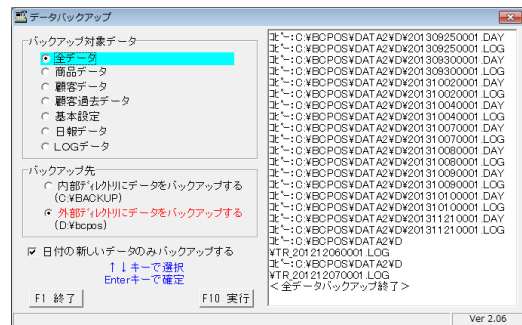 データバックアップ
バックアップ対象データ
全データ
商品データ
顧客データ
顧客過去データ
基本設定
日報データ
LOGデータ
バックアップ先
内部ディレクトリにデータをバックアップする
(C:¥BACKUP)
外部ディレクトリにデータをバックアップする
(D:¥bcpos)
日付の新しいデータのみバックアップする
↑↓キーで選択
Enterキーで確定
F1 終了
F10 実行
コピー:C:¥BCPOS¥DATA2¥D¥201309250001.DAY
コピー:C:¥BCPOS¥DATA2¥D¥201309250001.LOG
コピー:C:¥BCPOS¥DATA2¥D¥201309300001.DAY
コピー:C:¥BCPOS¥DATA2¥D¥201309300001.LOG
コピー:C:¥BCPOS¥DATA2¥D¥201310020001.DAY
コピー:C:¥BCPOS¥DATA2¥D¥201310020001.LOG
コピー:C:¥BCPOS¥DATA2¥D¥201310040001.DAY
コピー:C:¥BCPOS¥DATA2¥D¥201310040001.LOG
コピー:C:¥BCPOS¥DATA2¥D¥201310070001.DAY
コピー:C:¥BCPOS¥DATA2¥D¥201310070001.LOG
コピー:C:¥BCPOS¥DATA2¥D¥201310080001.DAY
コピー:C:¥BCPOS¥DATA2¥D¥201310080001.LOG
コピー:C:¥BCPOS¥DATA2¥D¥201310090001.DAY
コピー:C:¥BCPOS¥DATA2¥D¥201310090001.LOG
コピー:C:¥BCPOS¥DATA2¥D¥201310100001.DAY
コピー:C:¥BCPOS¥DATA2¥D¥201310100001.LOG
コピー:C:¥BCPOS¥DATA2¥D¥201311210001.DAY
コピー:C:¥BCPOS¥DATA2¥D¥201311210001.LOG
コピー:C:¥BCPOS¥DATA2¥D
¥TR_201212060001.LOG
コピー:C:¥BCPOS¥DATA2¥D
¥TR_201212070001.LOG
<全データバックアップ終了>
Ver 2.06